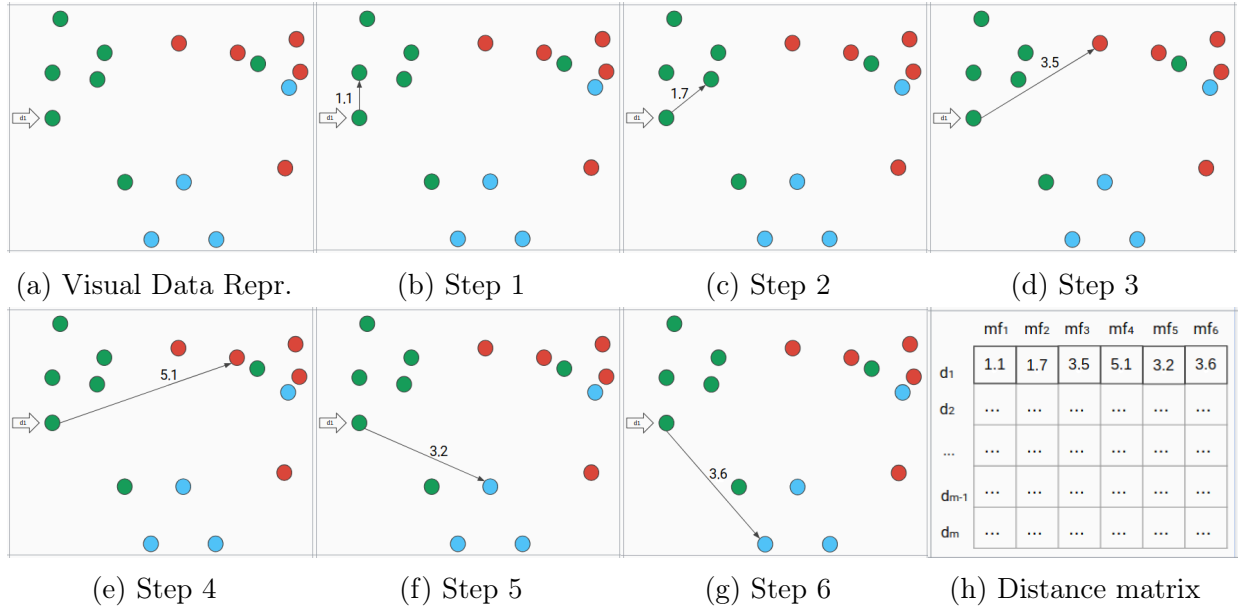 d1
d1
1.1
d1
1.7
d1
3.5
(a) Visual Data Repr.
(b) Step 1
(c) Step 2
(d) Step 3
d1
5.1
d1
3.2
d1
3.6
mf1 mf2 mf3 mf4 mf5 mf6
d1 1.1 1.7 3.5 5.1 3.2 3.6
d2 ... ... ... ... ... ...
... ... ... ... ... ... ...
dm-1 ... ... ... ... ... ...
dm ... ... ... ... ... ...
(e) Step 4
(f) Step 5
(g) Step 6
(h) Distance matrix